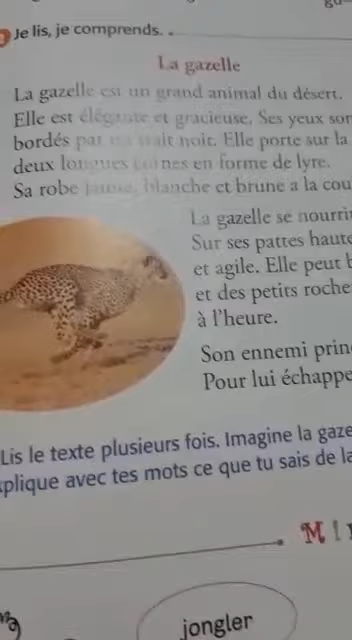 Je lis, je comprends.
La gazelle
La gazelle est un grand animal du désert.
Elle est élégante et gracieuse. Ses yeux son
bordés par un trait noir. Elle porte sur la
deux longues cornes en forme de lyre.
Sa robe jaune, blanche et brune a la cou
La gazelle se nourrir
Sur ses pattes haute
et agile. Elle peut b
et des petits roche
à l'heure.
Son ennemi prin
Pour lui échappe
Lis le texte plusieurs fois. Imagine la gaze
plique avec tes mots ce que tu sais de la
jongler